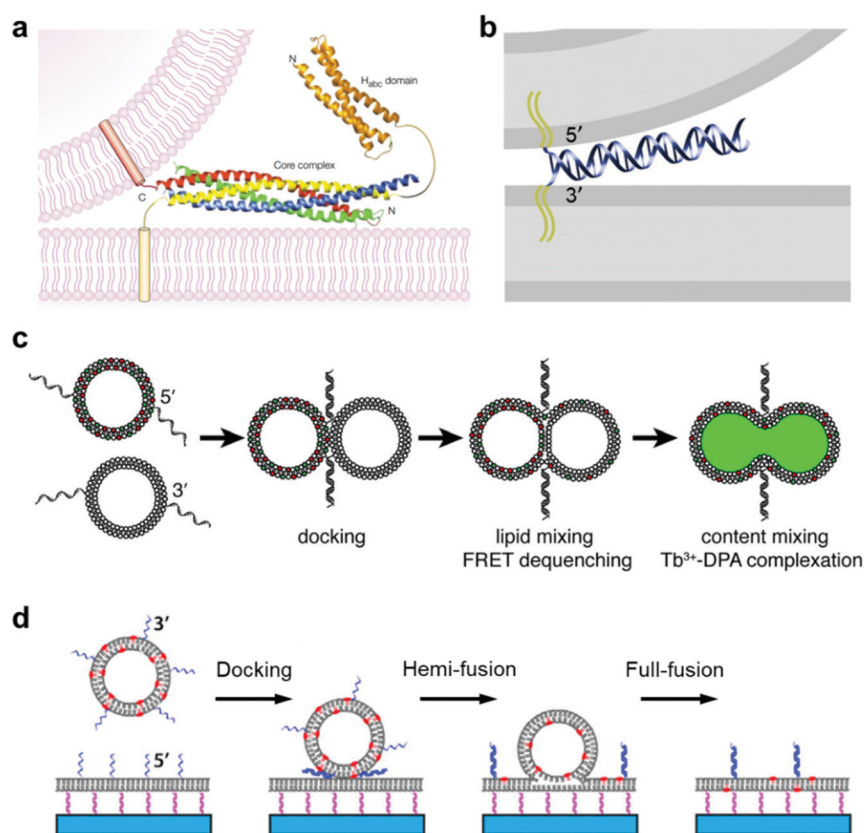 a
N
Habc domain
Core complex
C
N
b
5′
3′
c
5′
3′
docking
lipid mixing
FRET dequenching
content mixing
Tb³⁺-DPA complexation
d
3′
5′
Docking
Hemi-fusion
Full-fusion